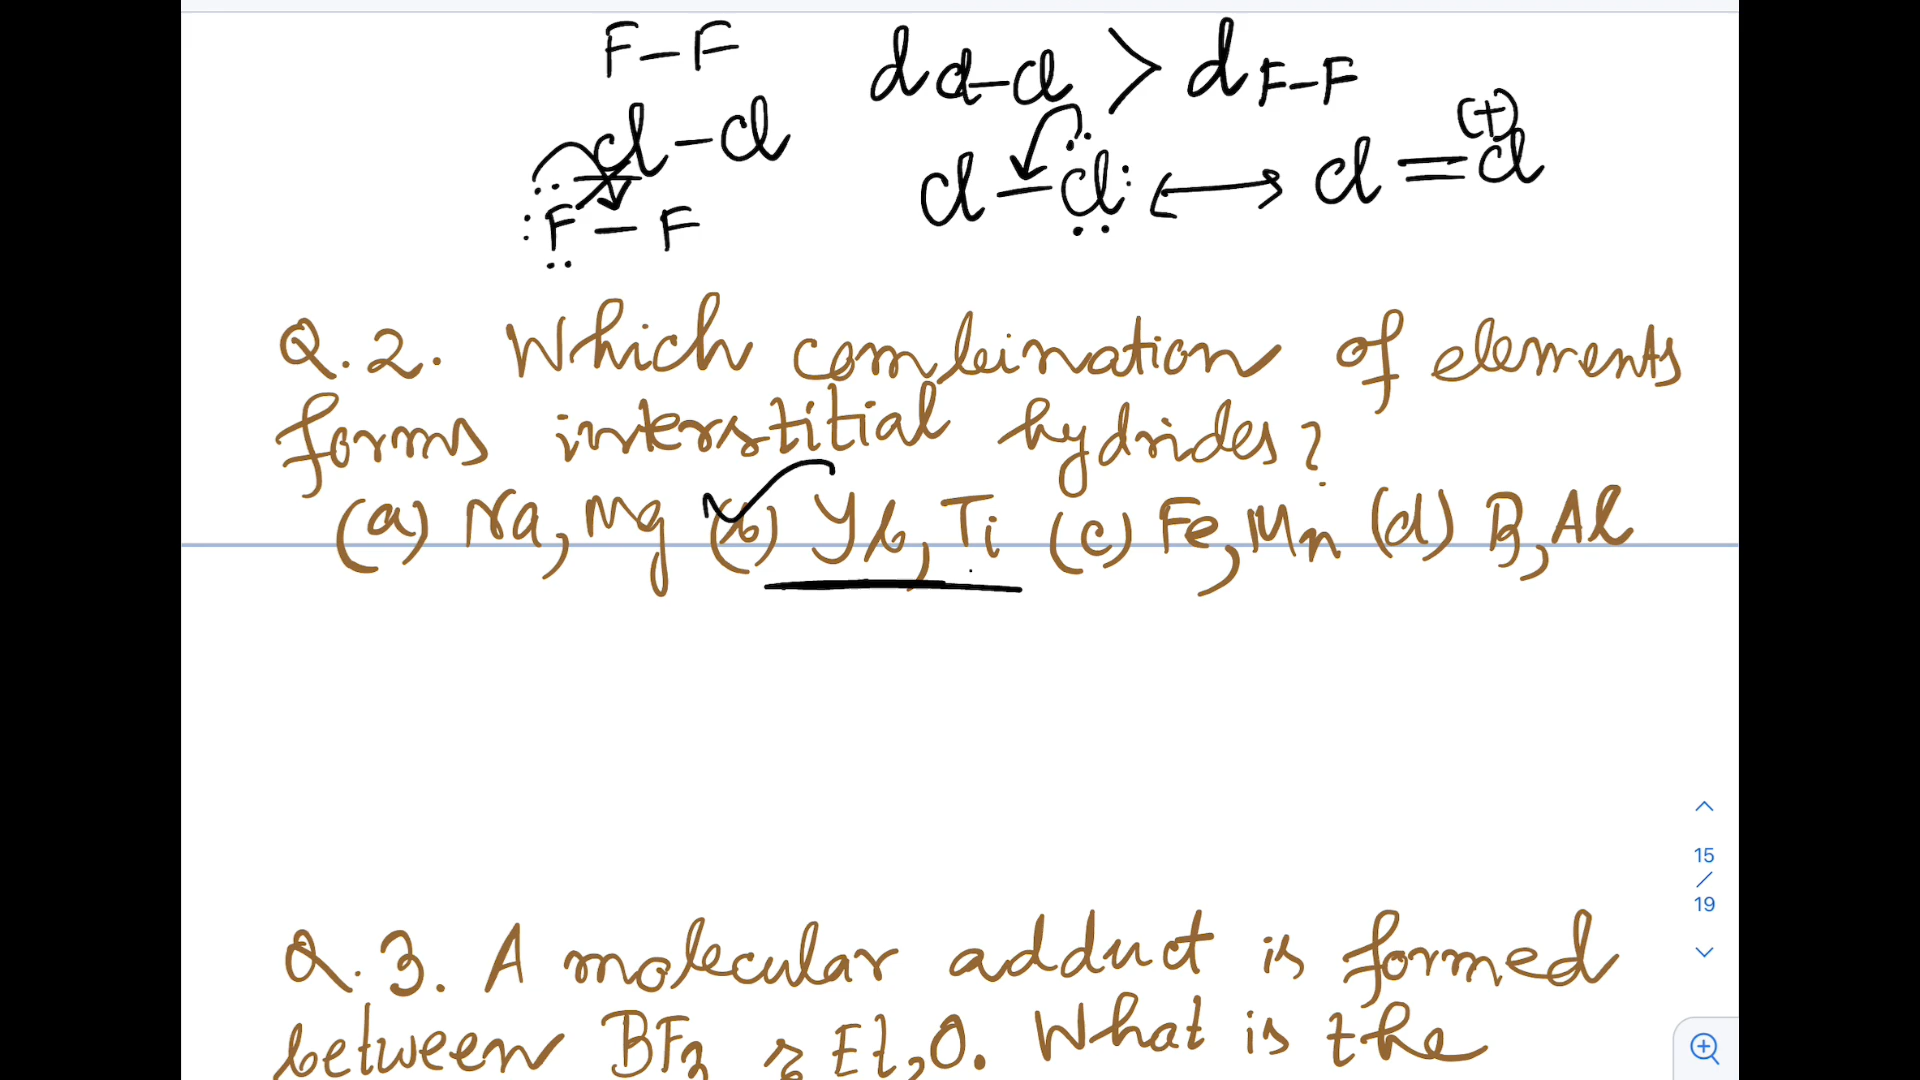 F–F
d Cl–Cl > d F–F
Cl–Cl
(+)
Cl–Cl ⟷ Cl=Cl
F–F
Q.2. Which combination of elements
forms interstitial hydrides?
(a) Na, Mg (b) Yb, Ti (c) Fe, Mn (d) B, Al
15
/
19
Q.3. A molecular adduct is formed
between BF3 & Et2O. What is the